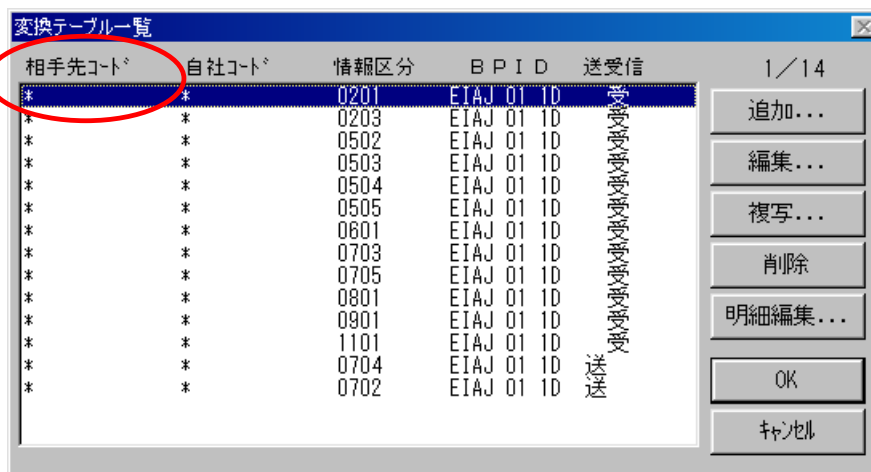 変換テーブル一覧
相手先ｺｰﾄﾞ 自社ｺｰﾄﾞ 情報区分 ＢＰＩＤ 送受信 1／14
* * 0201 EIAJ 01 1D 受
* * 0203 EIAJ 01 1D 受
* * 0502 EIAJ 01 1D 受
* * 0503 EIAJ 01 1D 受
* * 0504 EIAJ 01 1D 受
* * 0505 EIAJ 01 1D 受
* * 0601 EIAJ 01 1D 受
* * 0703 EIAJ 01 1D 受
* * 0705 EIAJ 01 1D 受
* * 0801 EIAJ 01 1D 受
* * 0901 EIAJ 01 1D 受
* * 1101 EIAJ 01 1D 受
* * 0704 EIAJ 01 1D 送
* * 0702 EIAJ 01 1D 送
追加...
編集...
複写...
削除
明細編集...
OK
ｷｬﾝｾﾙ